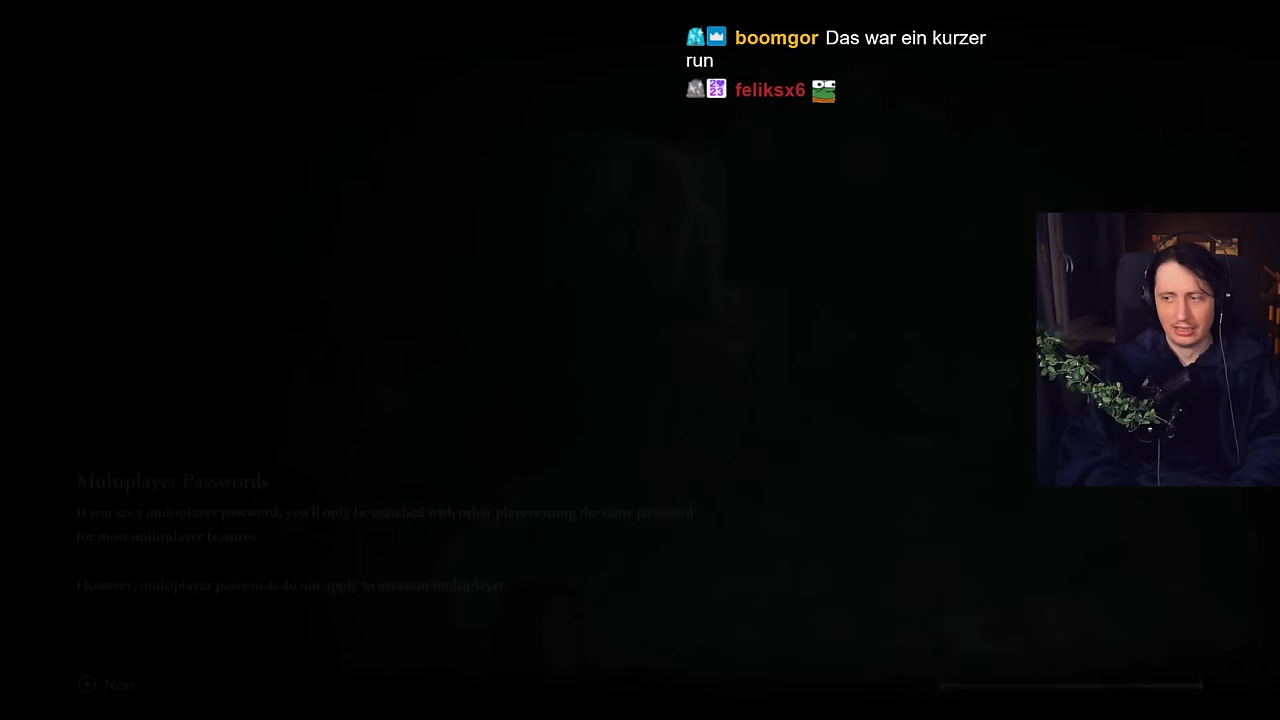 boomgor Das war ein kurzer
run
feliksx6
Multiplayer Passwords
If you set a multiplayer password, you'll only be matched with other players using the same password
for most multiplayer features.
However, multiplayer passwords do not apply to invasion multiplayer.
Next